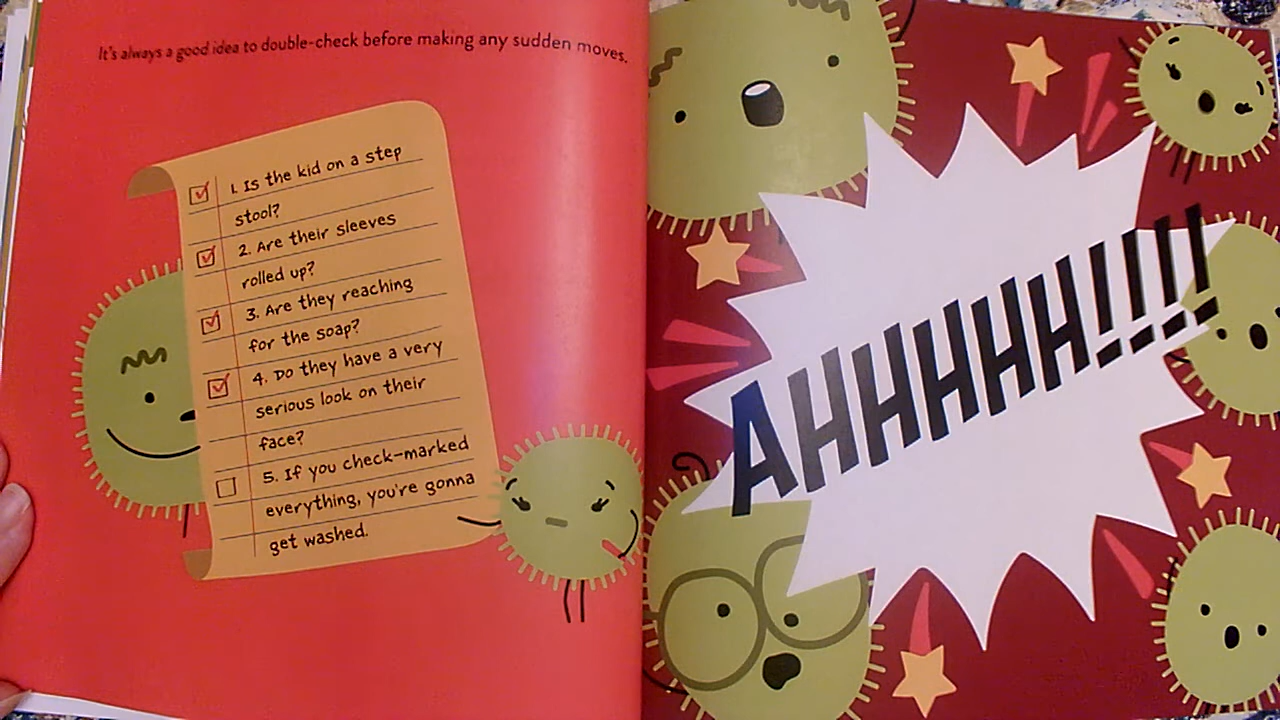 It's always a good idea to double-check before making any sudden moves.
1. Is the kid on a step
stool?
2. Are their sleeves
rolled up?
3. Are they reaching
for the soap?
4. Do they have a very
serious look on their
face?
5. If you check-marked
everything, you're gonna
get washed.
AHHHHH!!!!